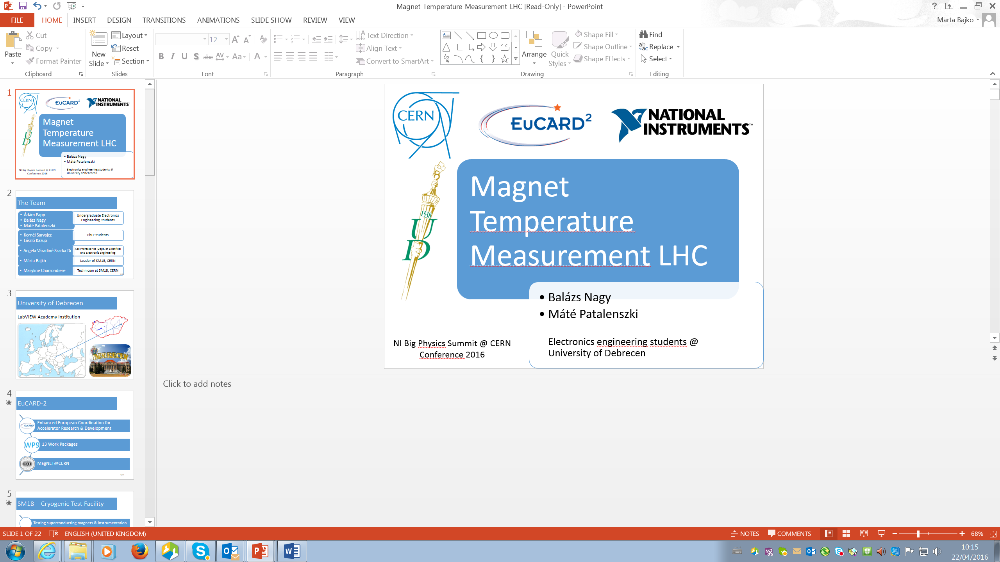 Magnet_Temperature_Measurement_LHC [Read-Only] - PowerPoint
?
FILE HOME INSERT DESIGN TRANSITIONS ANIMATIONS SLIDE SHOW REVIEW VIEW
Marta Bajko
Paste
Cut
Copy
Format Painter
Clipboard
New Slide
Layout
Reset
Section
Slides
12
B I U S abc AV Aa A
Font
Text Direction
Align Text
Convert to SmartArt
Paragraph
Arrange
Quick Styles
Shape Fill
Shape Outline
Shape Effects
Drawing
Find
Replace
Select
Editing
1
CERN EuCARD² NATIONAL INSTRUMENTS
UD
Magnet
Temperature
Measurement LHC
• Balázs Nagy
• Máté Patalenszki
Electronics engineering students @
University of Debrecen
NI Big Physics Summit @ CERN
Conference 2016
2
The Team
• Ádám Papp
• Balázs Nagy
• Máté Patalenszki
Undergraduate Electronics
Engineering Students
• Kornél Sarvajcz
• László Kazup
PhD Students
• Angéla Váradiné Szarka Dr
Acc Professor at Dept. of Electrical
and Electronic Engineering
• Márta Bajkó
Leader of SM18, CERN
• Maryline Charrondiere
Technician at SM18, CERN
3
University of Debrecen
LabVIEW Academy Institution
DEBRECEN
4
EuCARD-2
EuCARD²
Enhanced European Coordination for
Accelerator Research & Development
WP9
13 Work Packages
MagNET@CERN
4/22
5
SM18 – Cryogenic Test Facility
Testing superconducting magnets & instrumentation
CERN
EuCARD²
NATIONAL
INSTRUMENTS™
1538
U
D
Magnet
Temperature
Measurement LHC
• Balázs Nagy
• Máté Patalenszki
Electronics engineering students @
University of Debrecen
NI Big Physics Summit @ CERN
Conference 2016
Click to add notes
SLIDE 1 OF 22 ENGLISH (UNITED KINGDOM)
NOTES COMMENTS 68%
10:15
22/04/2016